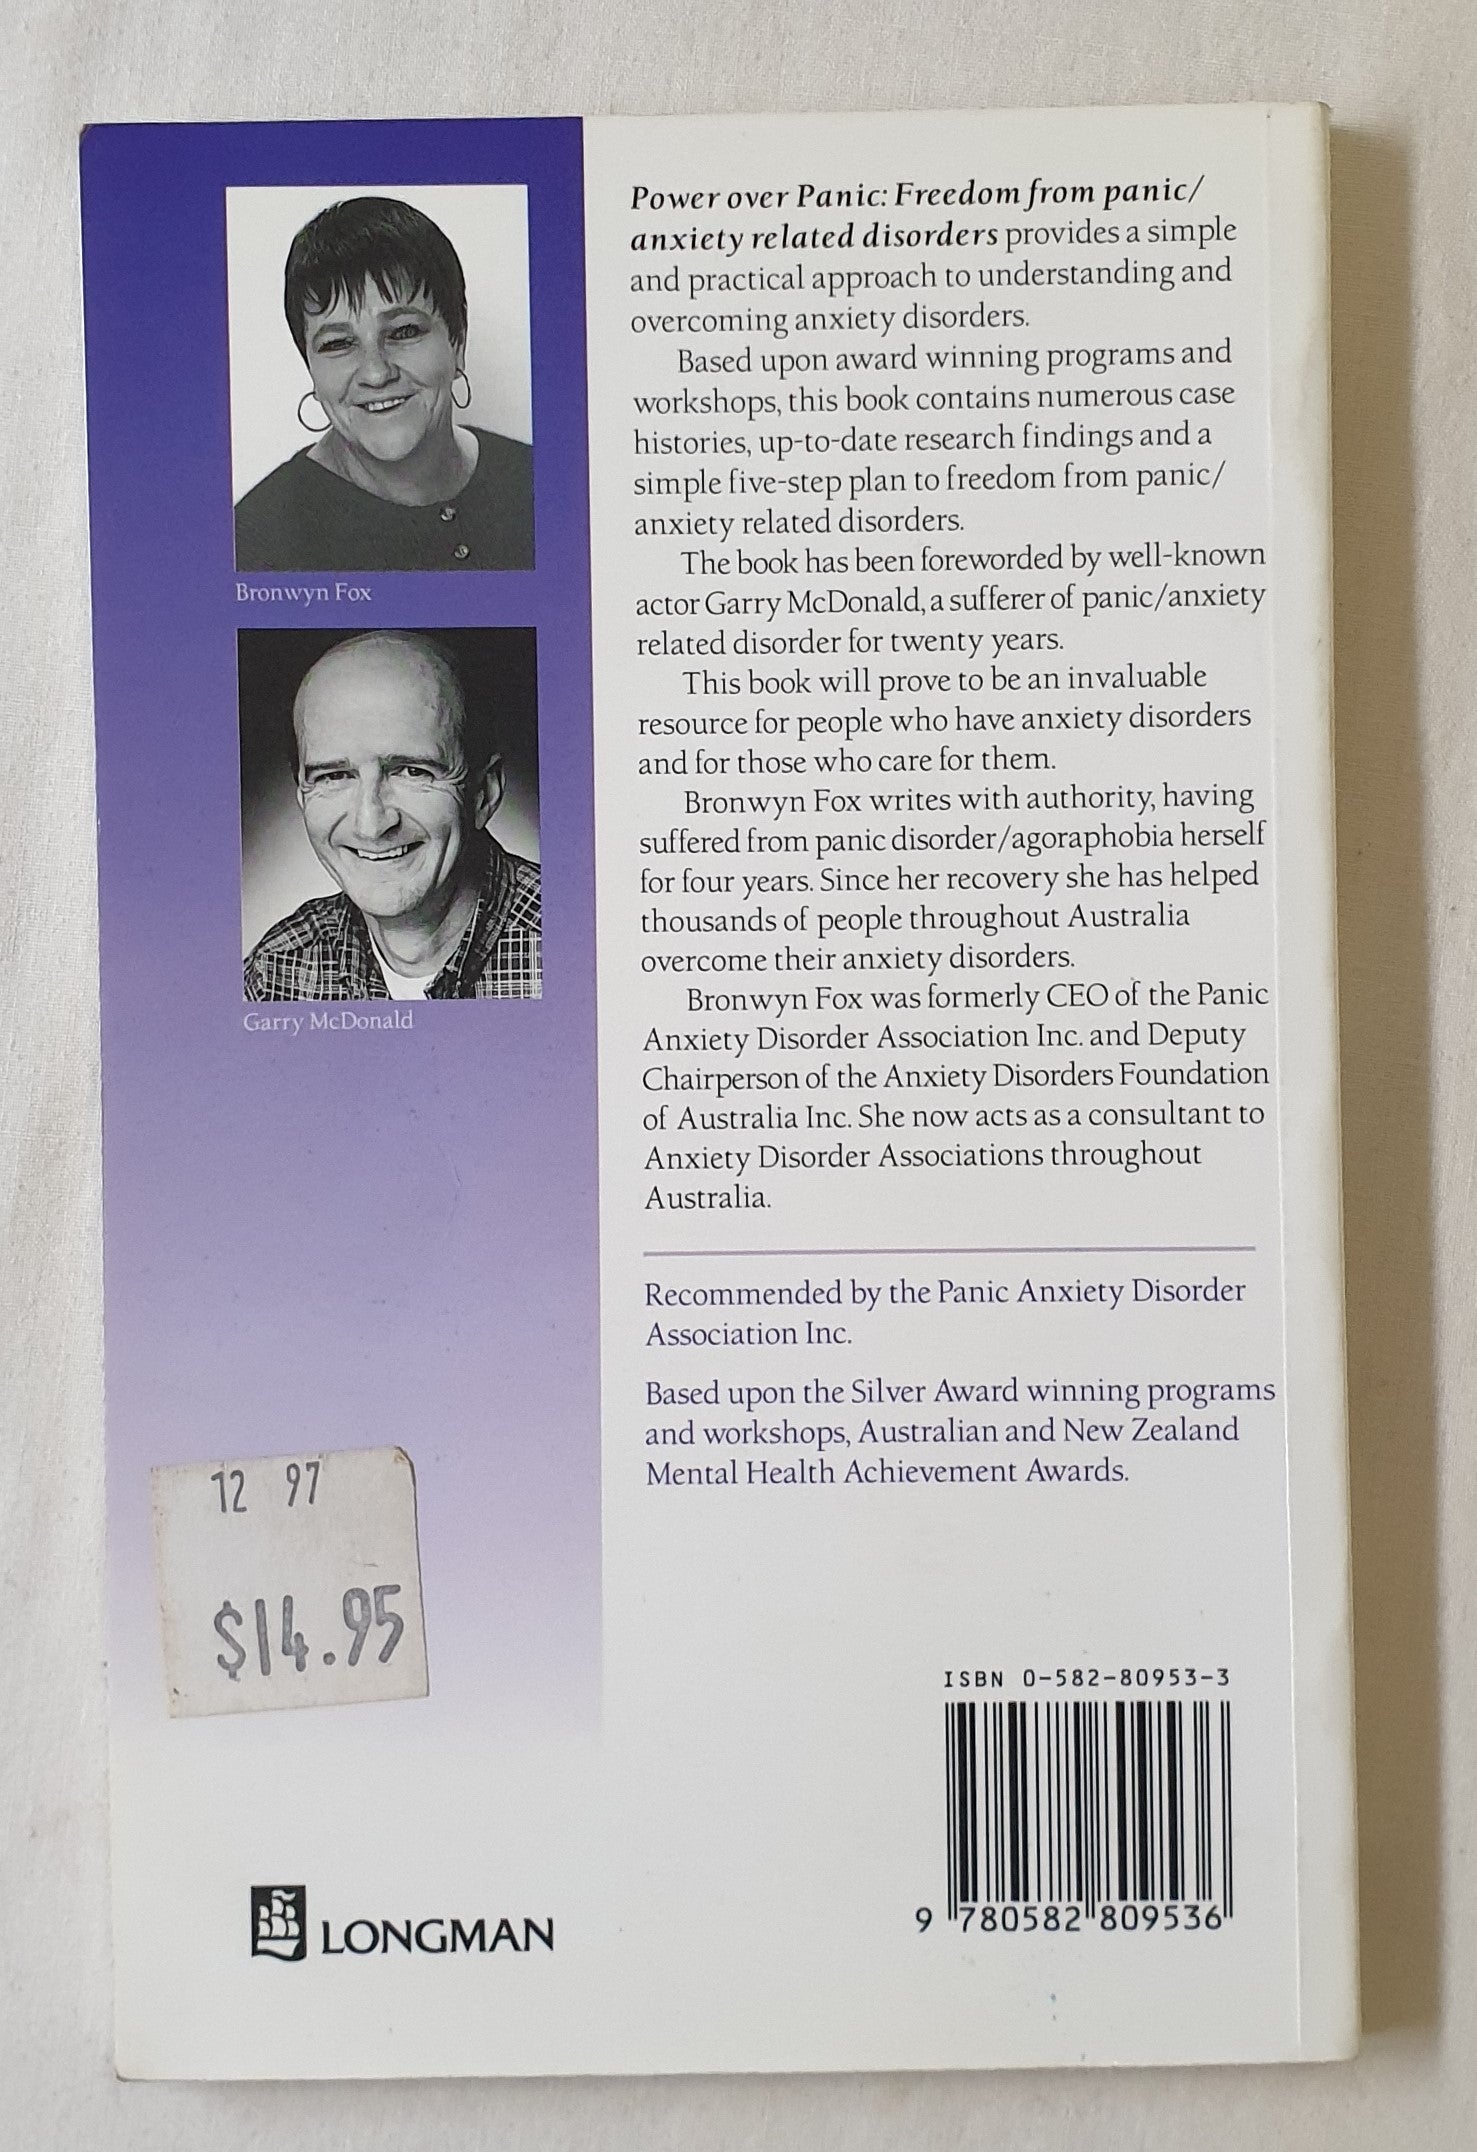 Bronwyn Fox
Garry McDonald
Power over Panic: Freedom from panic/
anxiety related disorders provides a simple
and practical approach to understanding and
overcoming anxiety disorders.
Based upon award winning programs and
workshops, this book contains numerous case
histories, up-to-date research findings and a
simple five-step plan to freedom from panic/
anxiety related disorders.
The book has been foreworded by well-known
actor Garry McDonald, a sufferer of panic/anxiety
related disorder for twenty years.
This book will prove to be an invaluable
resource for people who have anxiety disorders
and for those who care for them.
Bronwyn Fox writes with authority, having
suffered from panic disorder/agoraphobia herself
for four years. Since her recovery she has helped
thousands of people throughout Australia
overcome their anxiety disorders.
Bronwyn Fox was formerly CEO of the Panic
Anxiety Disorder Association Inc. and Deputy
Chairperson of the Anxiety Disorders Foundation
of Australia Inc. She now acts as a consultant to
Anxiety Disorder Associations throughout
Australia.
Recommended by the Panic Anxiety Disorder
Association Inc.
Based upon the Silver Award winning programs
and workshops, Australian and New Zealand
Mental Health Achievement Awards.
12 97
$14.95
ISBN 0-582-80953-3
9 780582 809536
LONGMAN